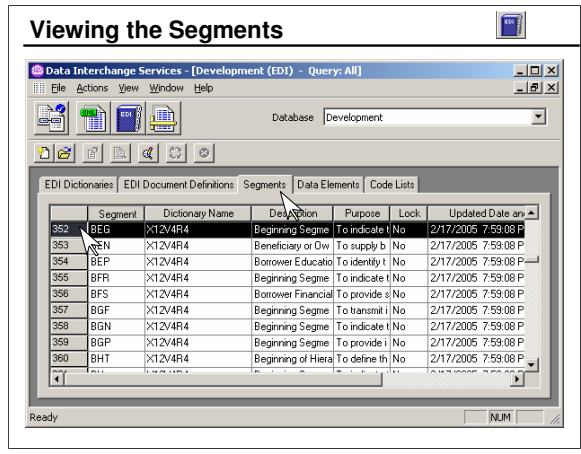 Viewing the Segments
EDI
Data Interchange Services - [Development (EDI) - Query: All]
File Actions View Window Help
EDI
Database Development
EDI Dictionaries EDI Document Definitions Segments Data Elements Code Lists
Segment Dictionary Name Description Purpose Lock Updated Date an
352 BEG X12V4R4 Beginning Segme To indicate t No 2/17/2005 7:59:08 P
353 BEN X12V4R4 Beneficiary or Ow To supply b No 2/17/2005 7:59:08 P
354 BEP X12V4R4 Borrower Educatio To identify t No 2/17/2005 7:59:08 P
355 BFR X12V4R4 Beginning Segme To indicate t No 2/17/2005 7:59:08 P
356 BFS X12V4R4 Borrower Financial To provide s No 2/17/2005 7:59:08 P
357 BGF X12V4R4 Beginning Segme To transmit i No 2/17/2005 7:59:08 P
358 BGN X12V4R4 Beginning Segme To indicate t No 2/17/2005 7:59:08 P
359 BGP X12V4R4 Beginning Segme To provide i No 2/17/2005 7:59:08 P
360 BHT X12V4R4 Beginning of Hiera To define th No 2/17/2005 7:59:08 P
Ready NUM